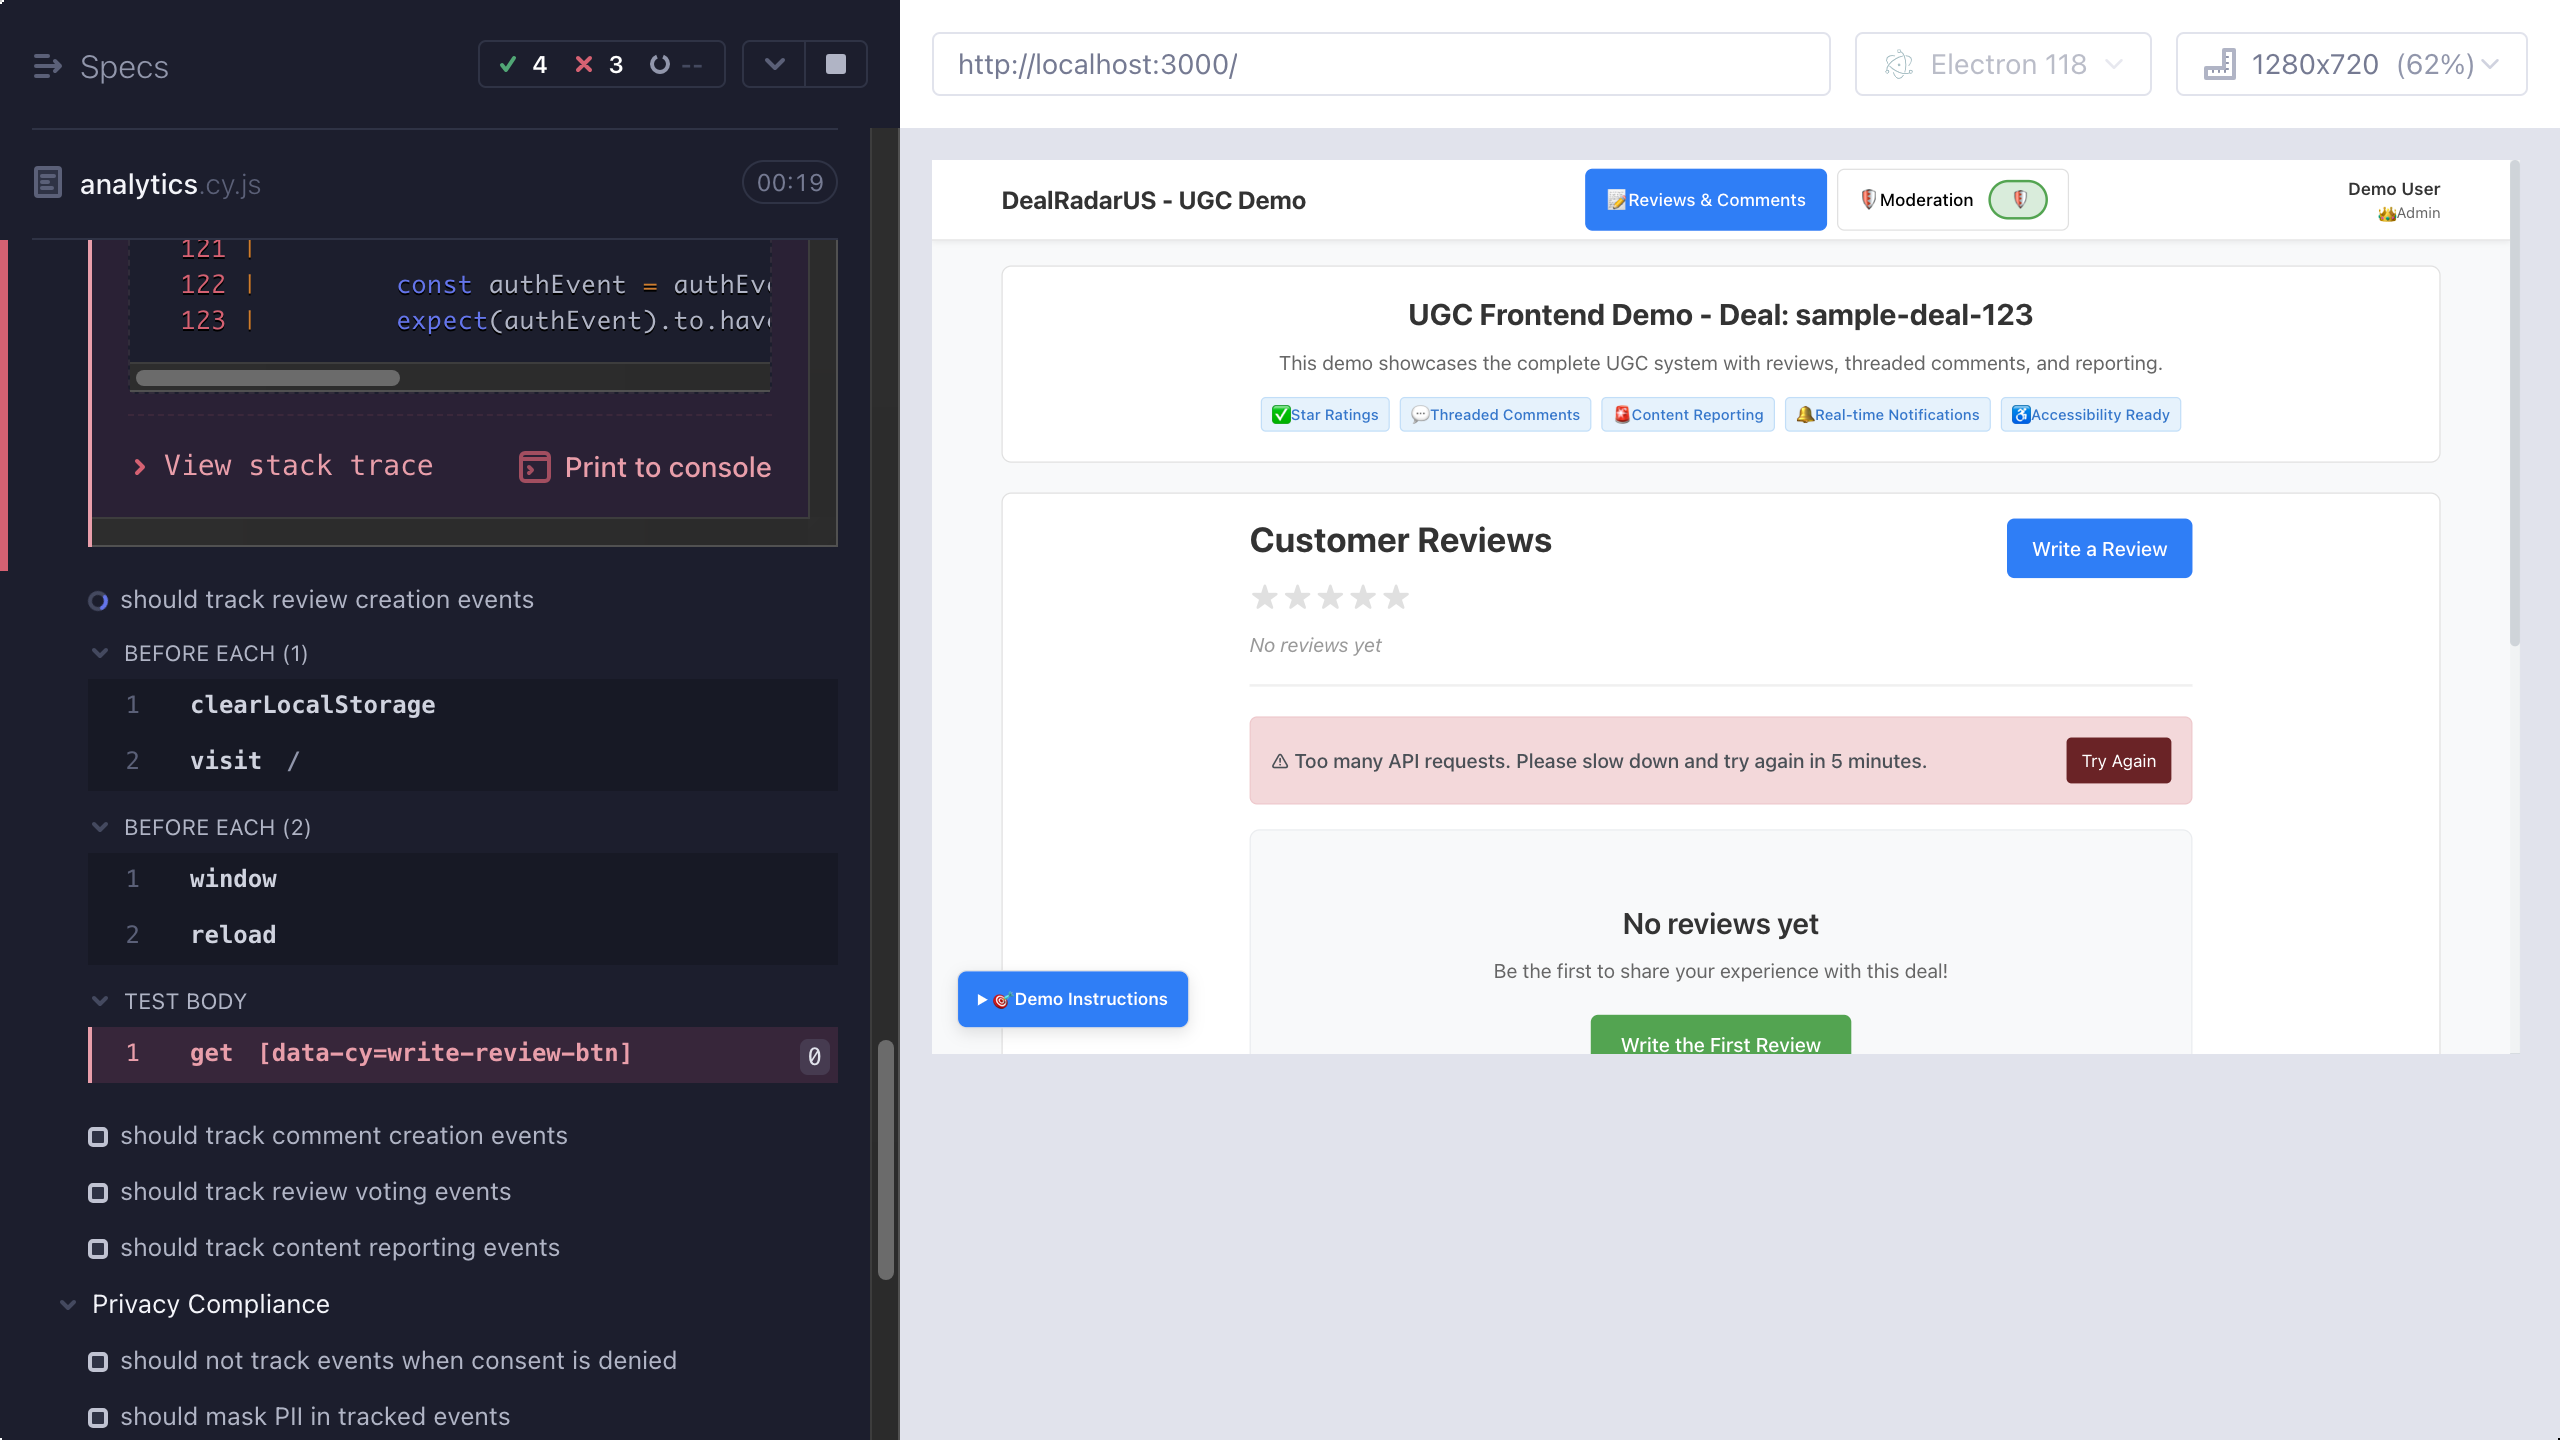 Specs
4 3 --
analytics.cy.js
00:19
121 |
122 | const authEvent = authEv
123 | expect(authEvent).to.hav
View stack trace
Print to console
should track review creation events
BEFORE EACH (1)
1 clearLocalStorage
2 visit /
BEFORE EACH (2)
1 window
2 reload
TEST BODY
1 get [data-cy=write-review-btn] 0
should track comment creation events
should track review voting events
should track content reporting events
Privacy Compliance
should not track events when consent is denied
should mask PII in tracked events
http://localhost:3000/
Electron 118
1280x720 (62%)
DealRadarUS - UGC Demo
Reviews & Comments
Moderation
Demo User
Admin
UGC Frontend Demo - Deal: sample-deal-123
This demo showcases the complete UGC system with reviews, threaded comments, and reporting.
Star Ratings
Threaded Comments
Content Reporting
Real-time Notifications
Accessibility Ready
Customer Reviews
Write a Review
No reviews yet
⚠ Too many API requests. Please slow down and try again in 5 minutes.
Try Again
No reviews yet
Be the first to share your experience with this deal!
Write the First Review
Demo Instructions